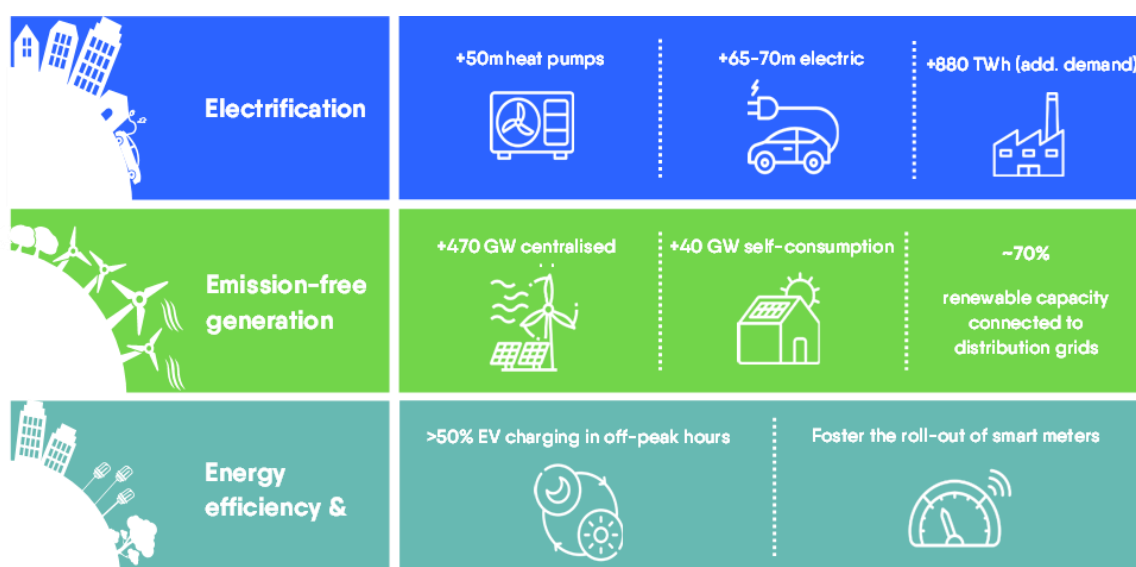 Electrification
+50m heat pumps
+65-70m electric
+880 TWh (add. demand)
Emission-free
generation
+470 GW centralised
+40 GW self-consumption
~70%
renewable capacity
connected to
distribution grids
Energy
efficiency &
>50% EV charging in off-peak hours
Foster the roll-out of smart meters